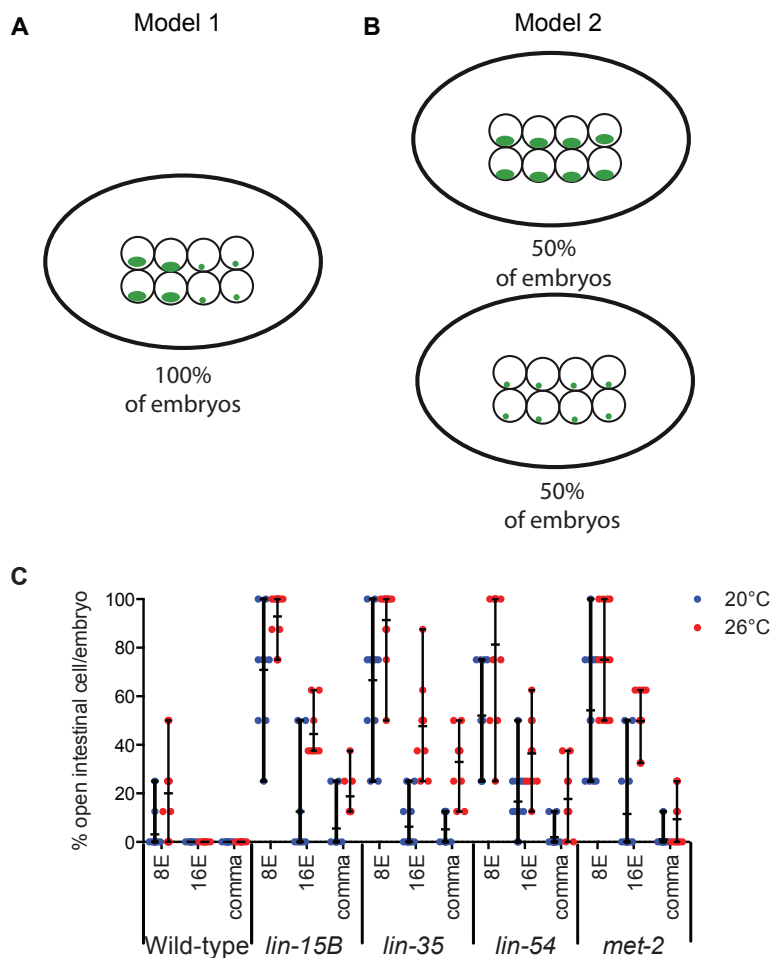 A
Model 1
100%
of embryos
B
Model 2
50%
of embryos
50%
of embryos
C
% open intestinal cell/embryo
100
80
60
40
20
0
20°C
26°C
8E
16E
comma
8E
16E
comma
8E
16E
comma
8E
16E
comma
8E
16E
comma
Wild-type
lin-15B
lin-35
lin-54
met-2